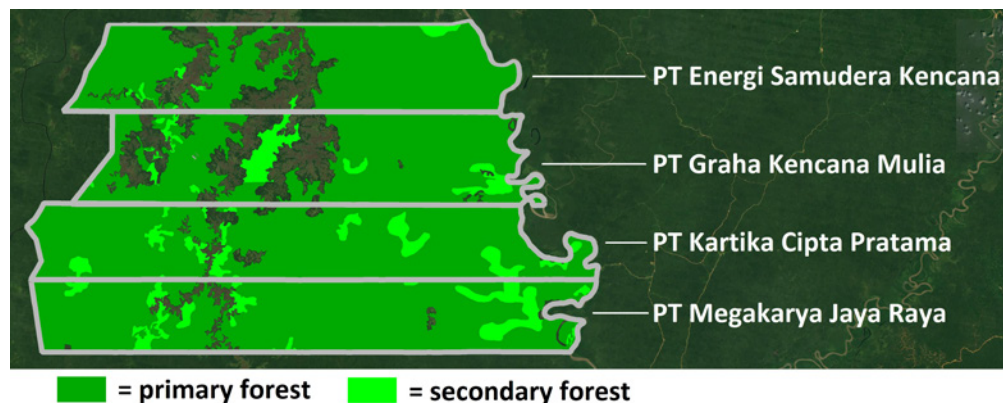 PT Energi Samudera Kencana
PT Graha Kencana Mulia
PT Kartika Cipta Pratama
PT Megakarya Jaya Raya
= primary forest = secondary forest